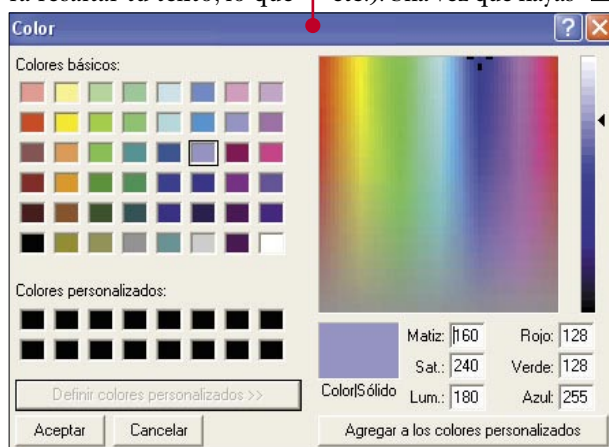 Color
Colores básicos:
Colores personalizados:
Definir colores personalizados >>
Aceptar Cancelar
Color|Sólido
Matiz: 160 Rojo: 128
Sat.: 240 Verde: 128
Lum.: 180 Azul: 255
Agregar a los colores personalizados